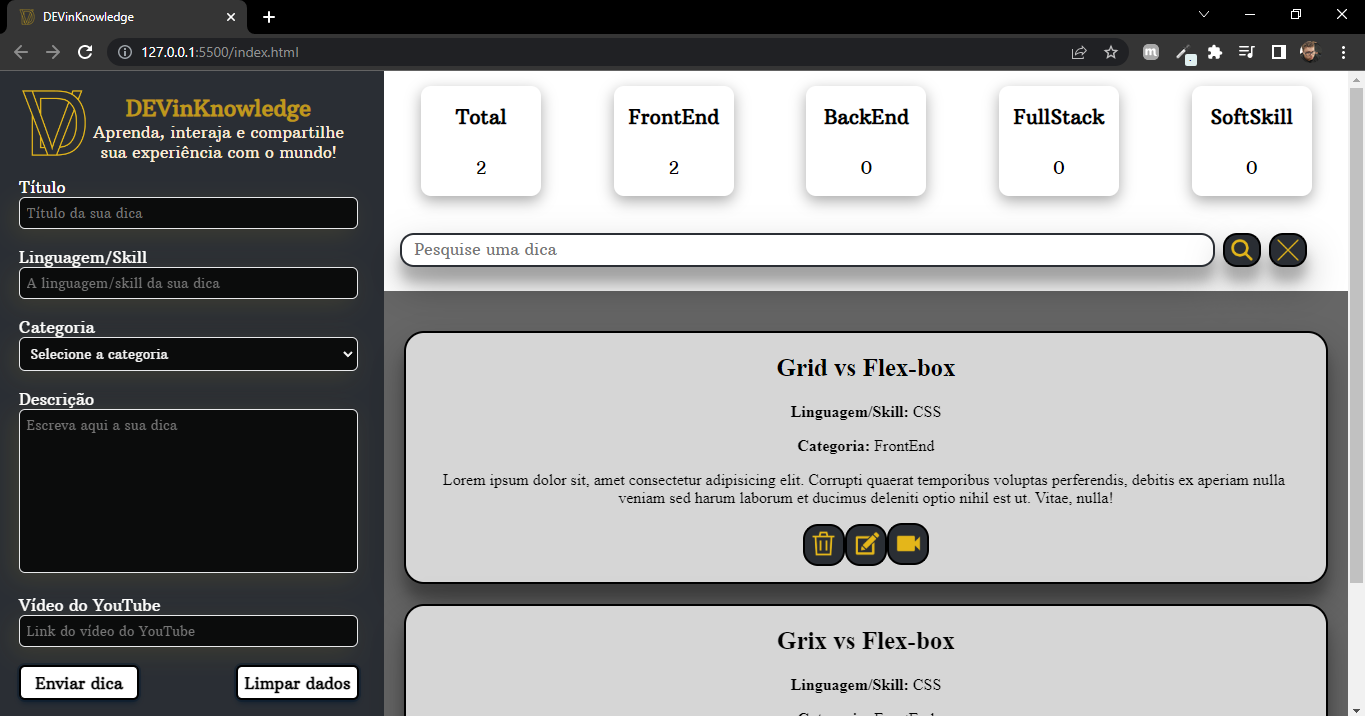 DEVinKnowledge
127.0.0.1:5500/index.html
DEVinKnowledge
Aprenda, interaja e compartilhe
sua experiência com o mundo!
Título
Título da sua dica
Linguagem/Skill
A linguagem/skill da sua dica
Categoria
Selecione a categoria
Descrição
Escreva aqui a sua dica
Vídeo do YouTube
Link do vídeo do YouTube
Enviar dica
Limpar dados
Total
2
FrontEnd
2
BackEnd
0
FullStack
0
SoftSkill
0
Pesquise uma dica
Grid vs Flex-box
Linguagem/Skill: CSS
Categoria: FrontEnd
Lorem ipsum dolor sit, amet consectetur adipisicing elit. Corrupti quaerat temporibus voluptas perferendis, debitis ex aperiam nulla
veniam sed harum laborum et ducimus deleniti optio nihil est ut. Vitae, nulla!
Grix vs Flex-box
Linguagem/Skill: CSS
Categoria: FrontEnd